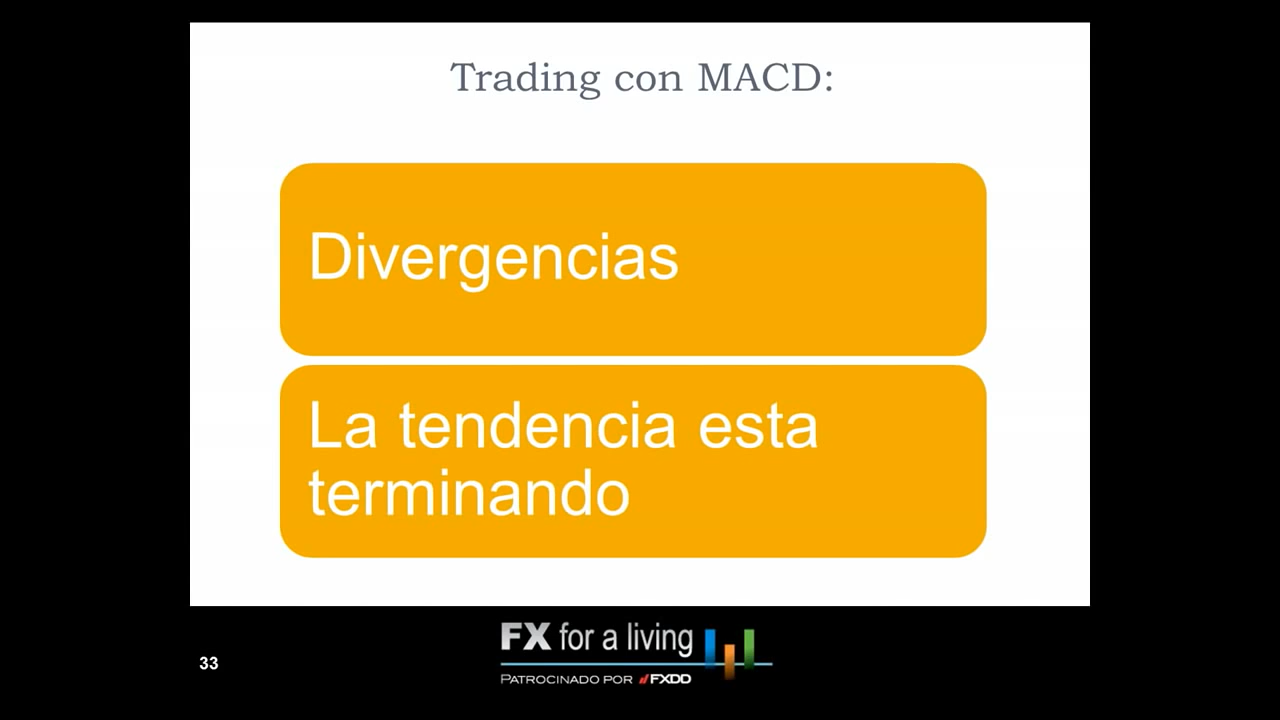 Trading con MACD:
Divergencias
La tendencia esta
terminando
FX for a living
PATROCINADO POR FXDD
33